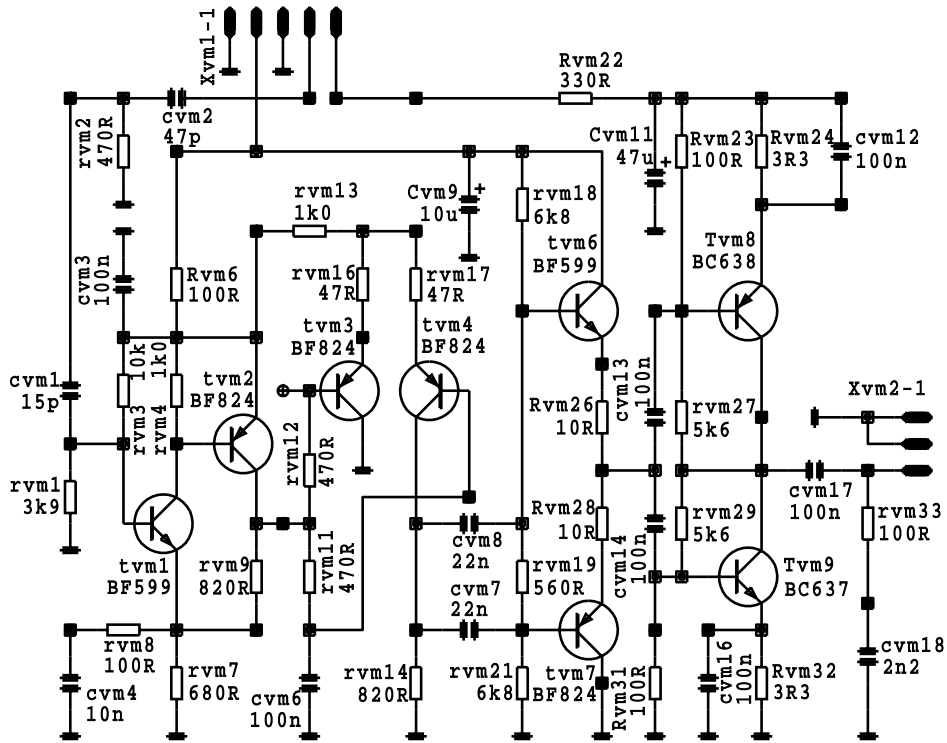 Xvm1-1
Rvm22
330R
cvm2
47p
rvm2
470R
Cvm11
47u
+
Rvm23
100R
Rvm24
3R3
cvm12
100n
rvm13
1k0
Cvm9
10u
+
rvm18
6k8
cvm3
100n
Rvm6
100R
rvm16
47R
rvm17
47R
tvm6
BF599
Tvm8
BC638
tvm3
BF824
tvm4
BF824
cvm1
15p
rvm3
10k
rvm4
1k0
tvm2
BF824
cvm13
100n
Xvm2-1
Rvm26
10R
rvm27
5k6
rvm12
470R
rvm1
3k9
cvm17
100n
Rvm28
10R
rvm29
5k6
rvm33
100R
tvm1
BF599
rvm9
820R
rvm11
470R
cvm8
22n
rvm19
560R
cvm14
100n
Tvm9
BC637
cvm7
22n
rvm8
100R
cvm4
10n
rvm7
680R
cvm6
100n
rvm14
820R
rvm21
6k8
tvm7
BF824
Rvm31
100R
cvm16
100n
Rvm32
3R3
cvm18
2n2